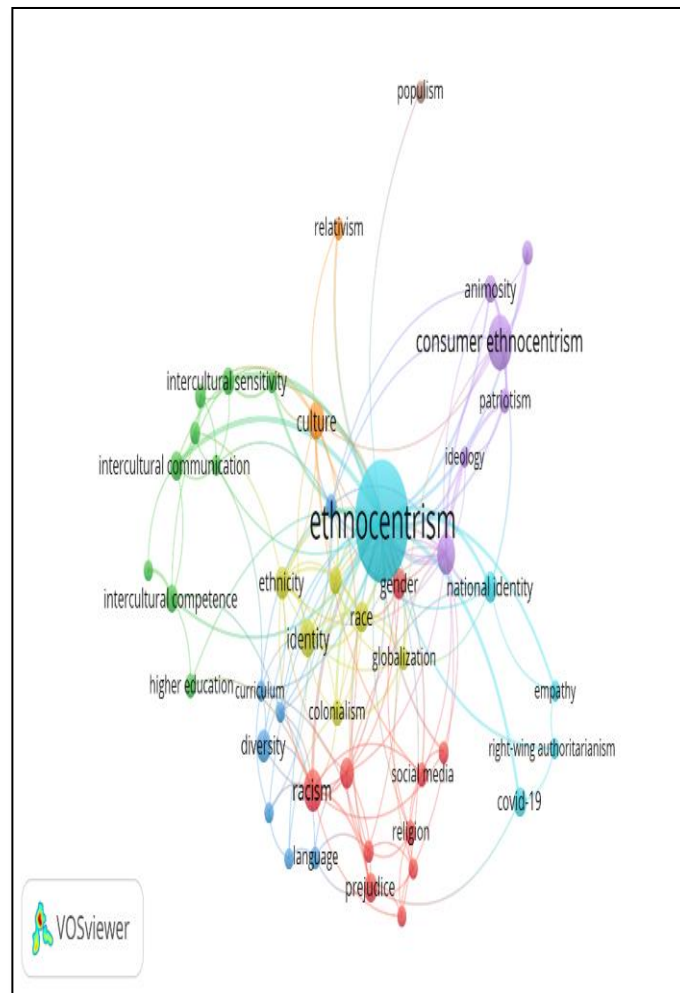 populism
relativism
animosity
consumer ethnocentrism
intercultural sensitivity
patriotism
culture
ideology
intercultural communication
ethnocentrism
ethnicity
gender
national identity
intercultural competence
race
identity
globalization
higher education
curriculum
empathy
colonialism
diversity
right-wing authoritarianism
social media
racism
covid-19
religion
language
prejudice
VOSviewer